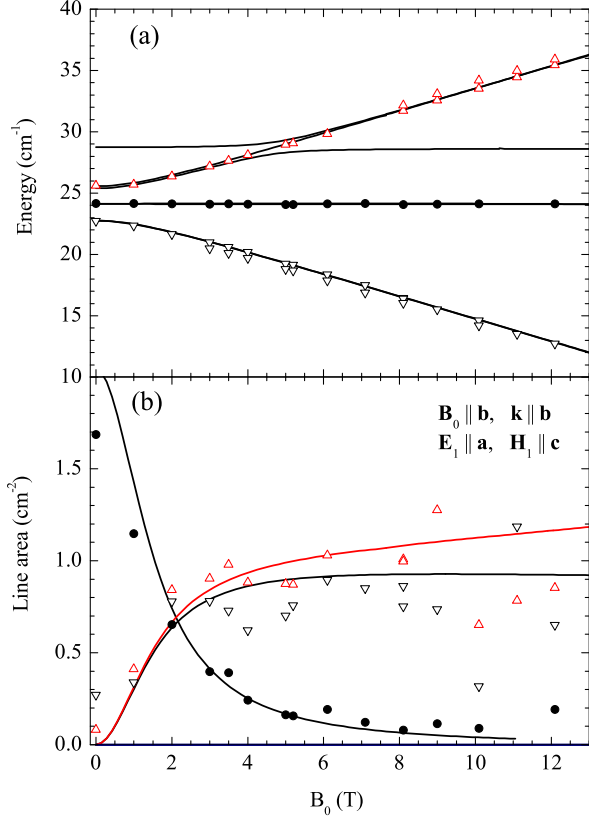 (a)
40
35
30
25
20
15
10
Energy (cm⁻¹)
(b)
B₀ ∥ b, k ∥ b
E₁ ∥ a, H₁ ∥ c
1.5
1.0
0.5
0.0
Line area (cm⁻²)
0 2 4 6 8 10 12
B₀ (T)